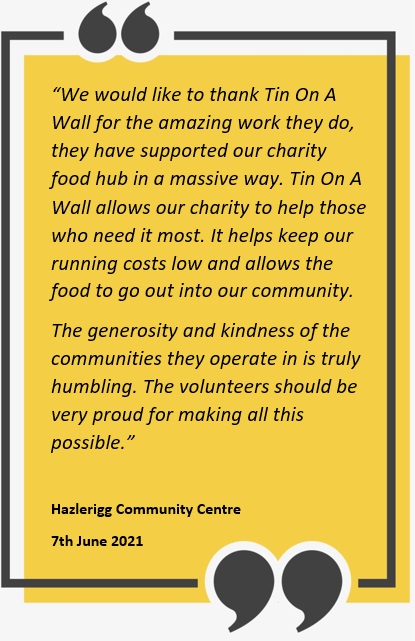 “We would like to thank Tin On A
Wall for the amazing work they do,
they have supported our charity
food hub in a massive way. Tin On A
Wall allows our charity to help those
who need it most. It helps keep our
running costs low and allows the
food to go out into our community.
The generosity and kindness of the
communities they operate in is truly
humbling. The volunteers should be
very proud for making all this
possible.”
Hazlerigg Community Centre
7th June 2021